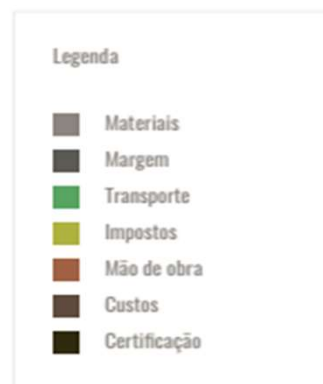 Legenda
Materiais
Margem
Transporte
Impostos
Mão de obra
Custos
Certificação